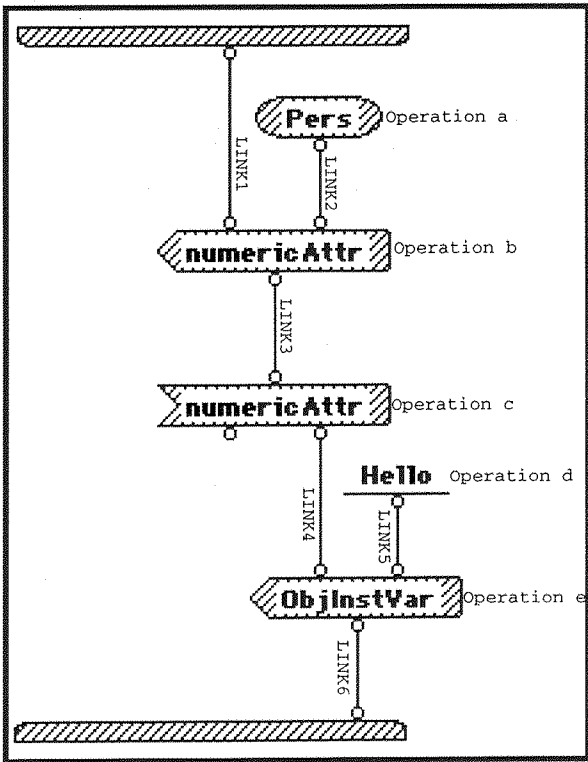 Pers Operation a
LINK1
LINK2
numericAttr Operation b
LINK3
numericAttr Operation c
Hello Operation d
LINK4
LINK5
ObjInstVar Operation e
LINK6